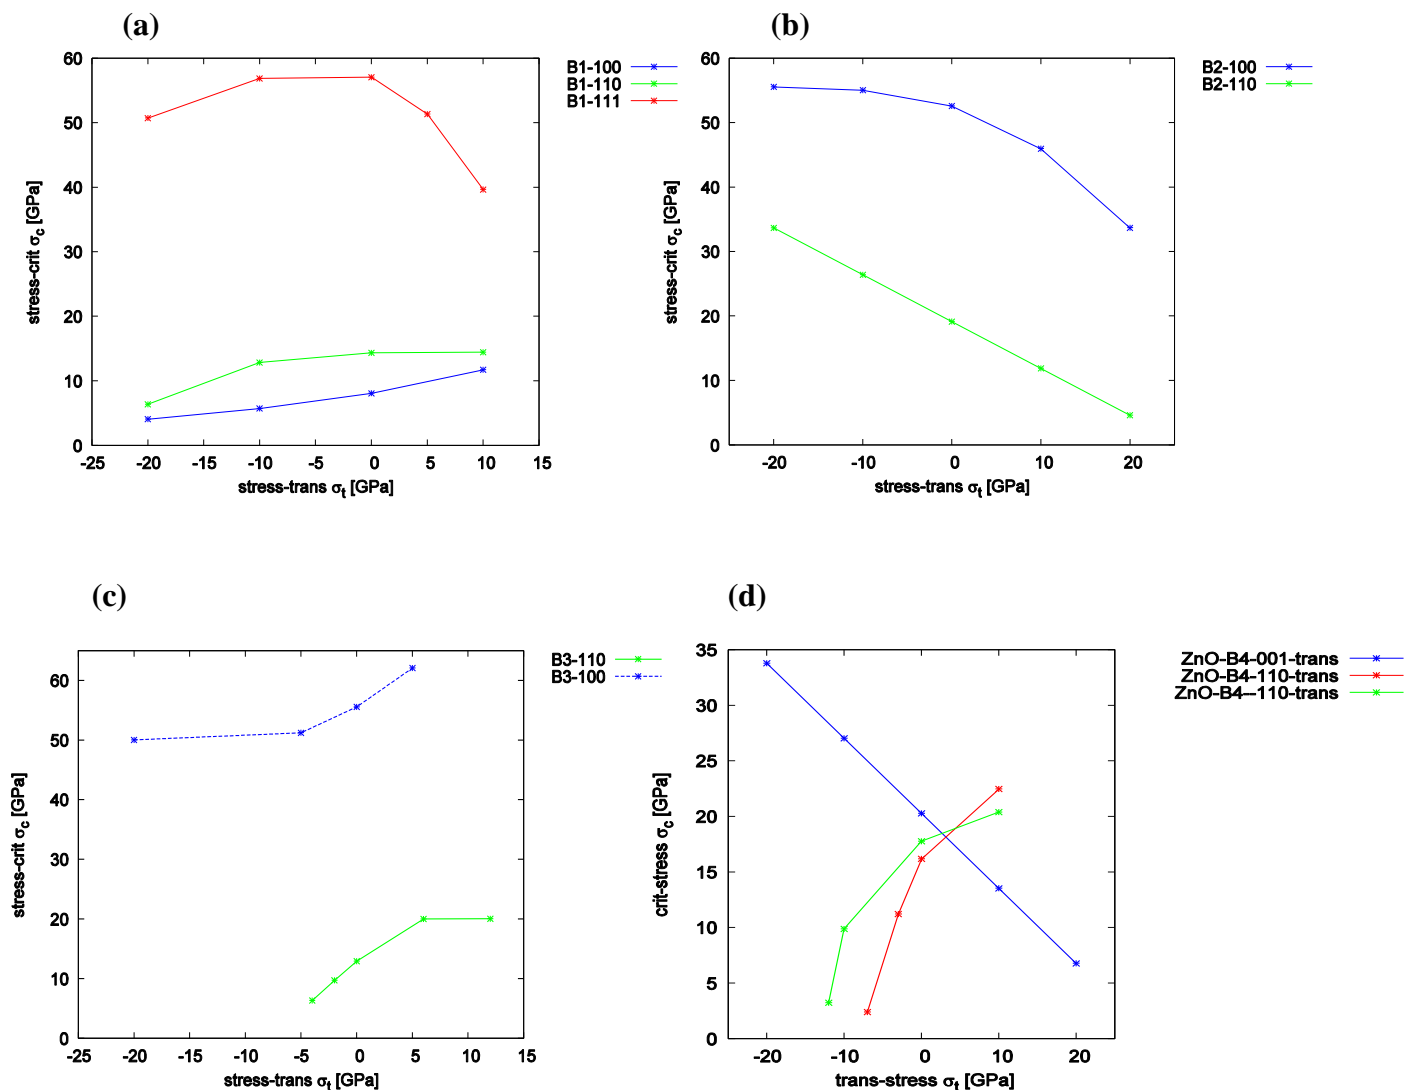 (a)
B1-100
B1-110
B1-111
stress-crit σc [GPa]
60
50
40
30
20
10
0
-25 -20 -15 -10 -5 0 5 10 15
stress-trans σt [GPa]
(b)
B2-100
B2-110
stress-crit σc [GPa]
60
50
40
30
20
10
0
-20 -10 0 10 20
stress-trans σt [GPa]
(c)
B3-110
B3-100
stress-crit σc [GPa]
60
50
40
30
20
10
0
-25 -20 -15 -10 -5 0 5 10 15
stress-trans σt [GPa]
(d)
ZnO-B4-001-trans
ZnO-B4-110-trans
ZnO-B4--110-trans
crit-stress σc [GPa]
35
30
25
20
15
10
5
0
-20 -10 0 10 20
trans-stress σt [GPa]